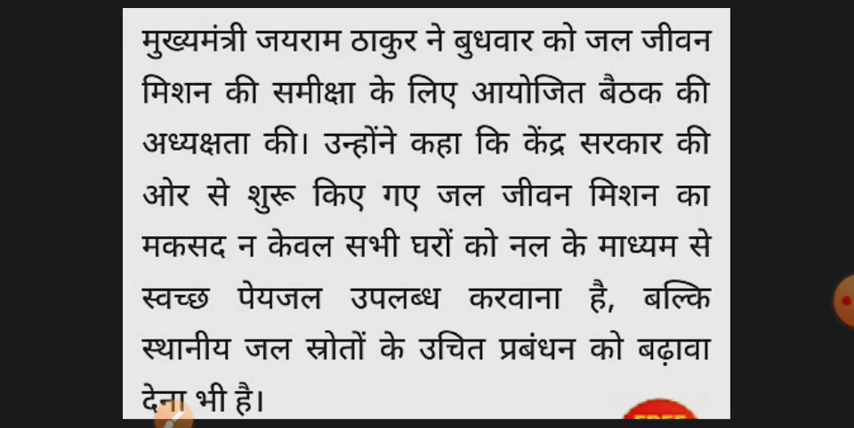 मुख्यमंत्री जयराम ठाकुर ने बुधवार को जल जीवन
मिशन की समीक्षा के लिए आयोजित बैठक की
अध्यक्षता की। उन्होंने कहा कि केंद्र सरकार की
ओर से शुरू किए गए जल जीवन मिशन का
मकसद न केवल सभी घरों को नल के माध्यम से
स्वच्छ पेयजल उपलब्ध करवाना है, बल्कि
स्थानीय जल स्रोतों के उचित प्रबंधन को बढ़ावा
देना भी है।